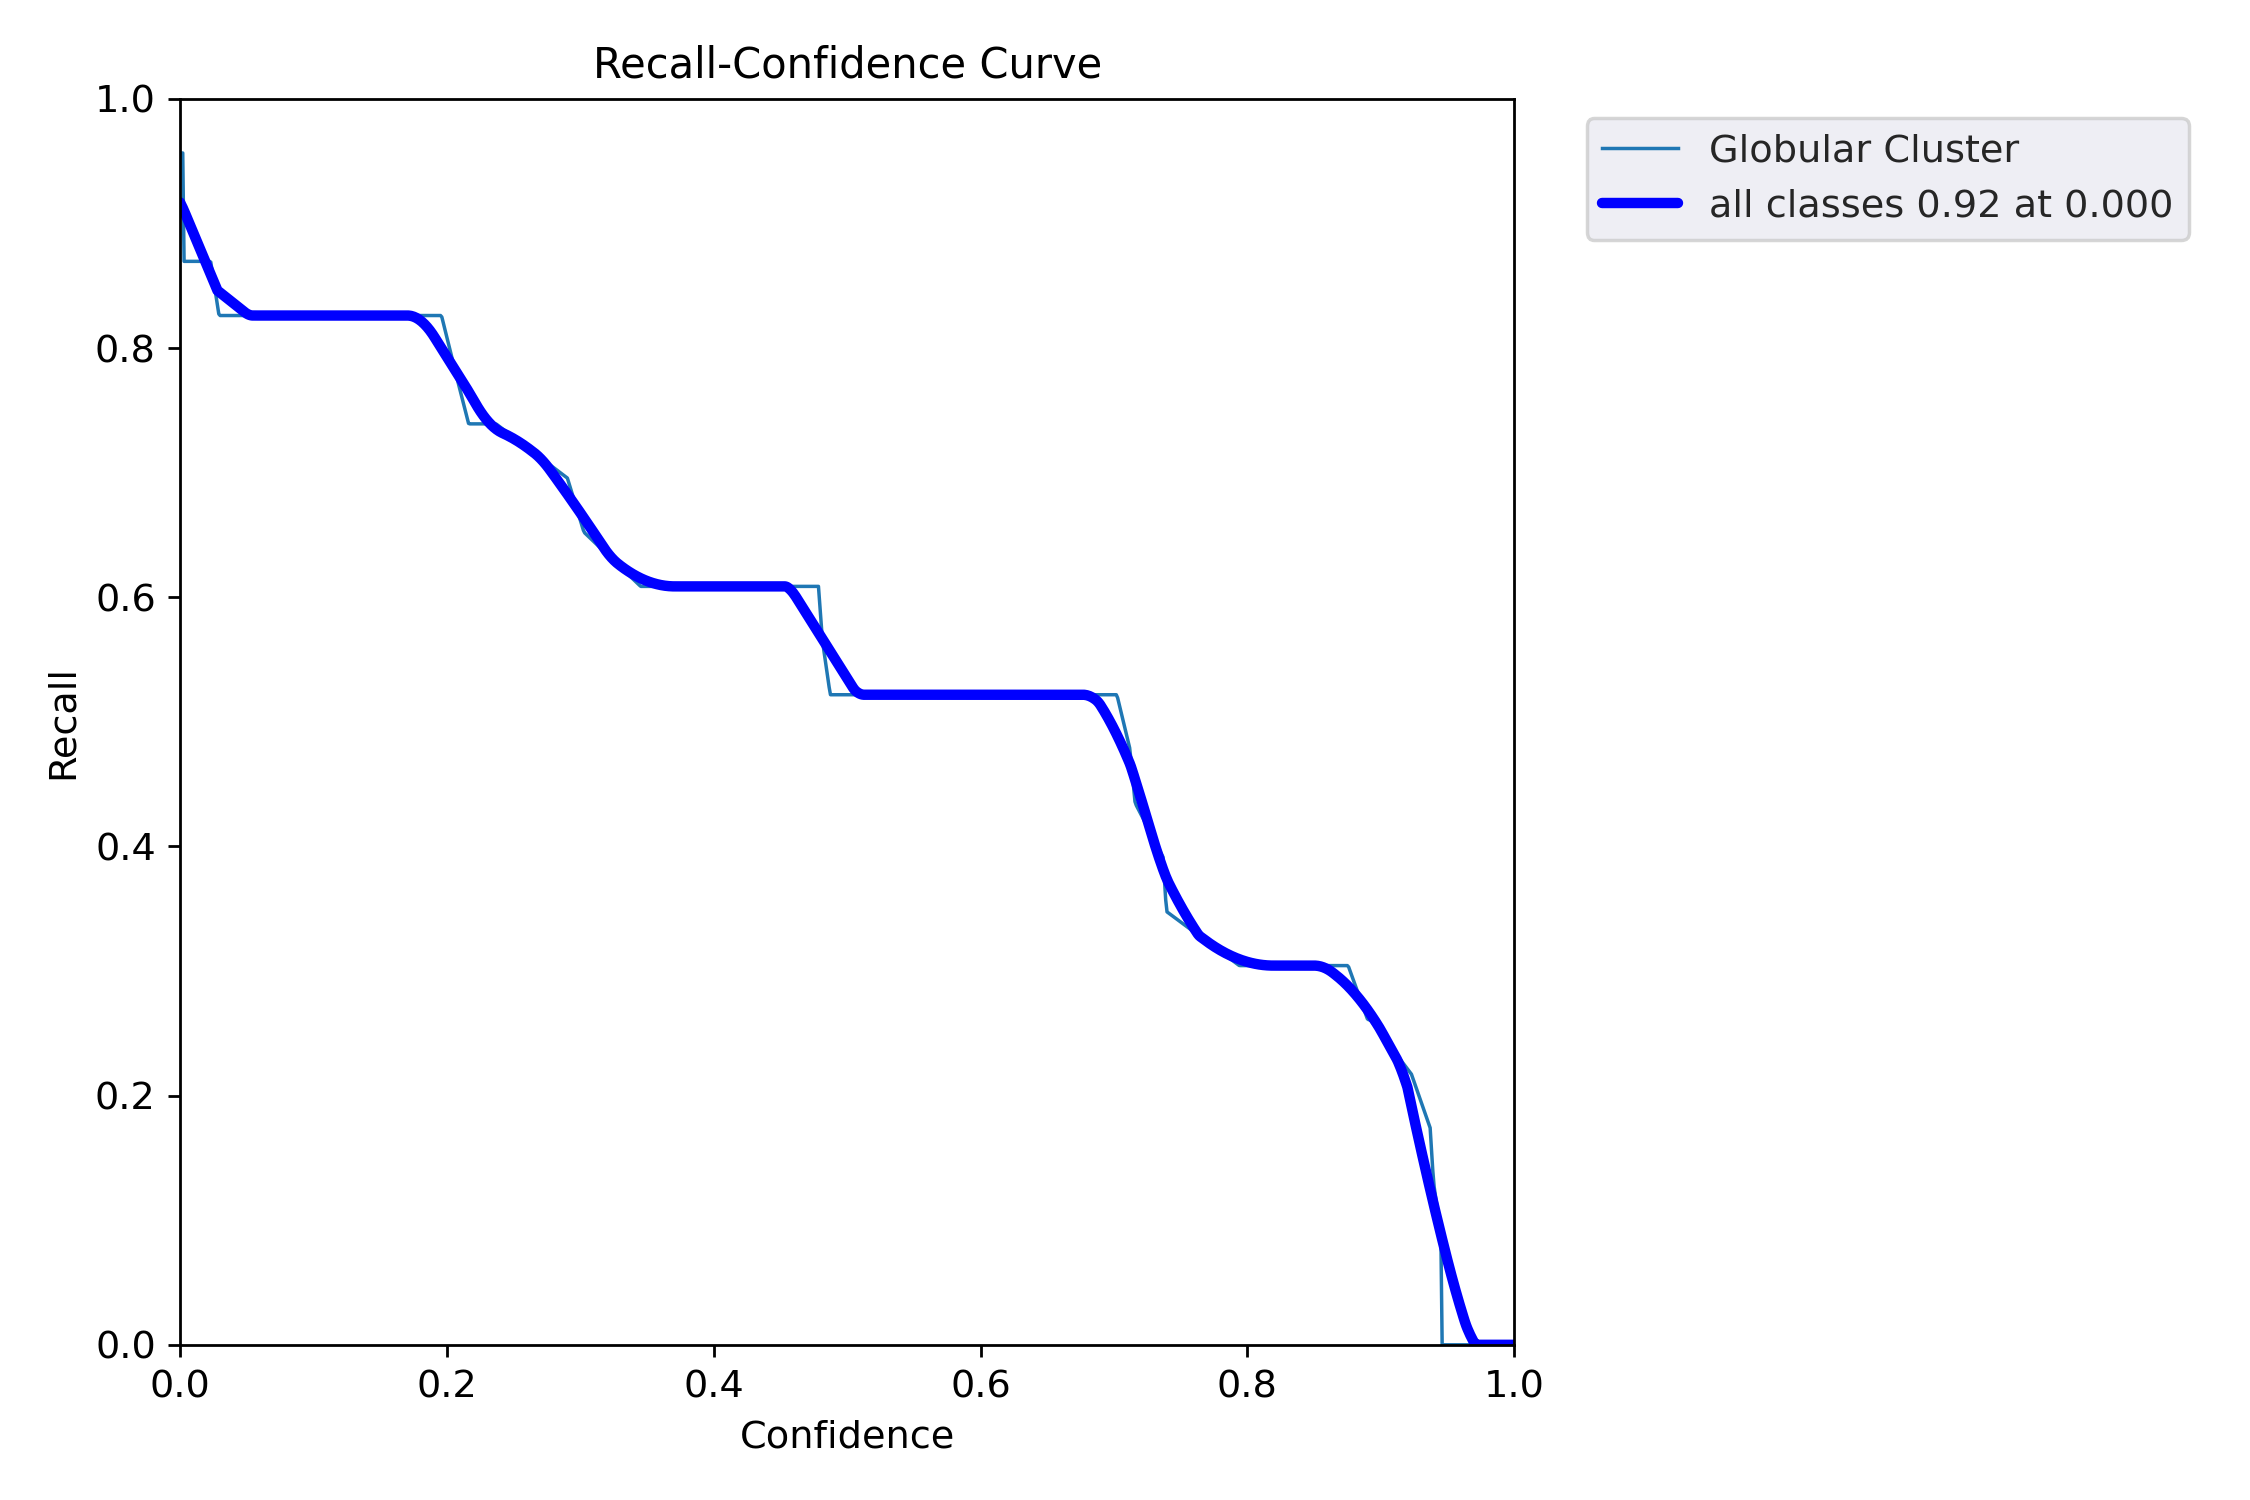 Recall-Confidence Curve
Globular Cluster
all classes 0.92 at 0.000
1.0
0.8
0.6
0.4
0.2
0.0
Recall
0.0 0.2 0.4 0.6 0.8 1.0
Confidence